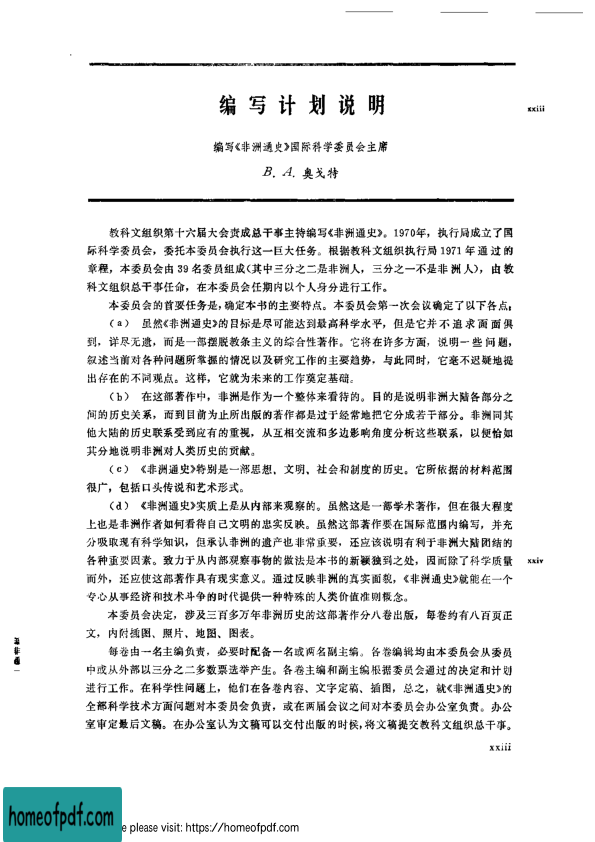 编写计划说明
xxiii
编写《非洲通史》国际科学委员会主席
B. A. 奥戈特
教科文组织第十六届大会责成总干事主持编写《非洲通史》。1970年，执行局成立了国
际科学委员会，委托本委员会执行这一巨大任务。根据教科文组织执行局1971年通过的
章程，本委员会由39名委员组成(其中三分之二是非洲人，三分之一不是非洲人)，由教
科文组织总干事任命，在本委员会任期内以个人身分进行工作。
本委员会的首要任务是，确定本书的主要特点。本委员会第一次会议确定了以下各点：
(a) 虽然《非洲通史》的目标是尽可能达到最高科学水平，但是它并不追求面面俱
到，详尽无遗，而是一部摆脱教条主义的综合性著作。它将在许多方面，说明一些问题，
叙述当前对各种问题所掌握的情况以及研究工作的主要趋势，与此同时，它毫不迟疑地提
出存在的不同观点。这样，它就为未来的工作奠定基础。
(b) 在这部著作中，非洲是作为一个整体来看待的。目的是说明非洲大陆各部分之
间的历史关系，而到目前为止所出版的著作都是过于经常地把它分成若干部分。非洲同其
他大陆的历史联系受到应有的重视，从互相交流和多边影响角度分析这些联系，以便恰如
其分地说明非洲对人类历史的贡献。
(c) 《非洲通史》特别是一部思想、文明、社会和制度的历史。它所依据的材料范围
很广，包括口头传说和艺术形式。
(d) 《非洲通史》实质上是从内部来观察的。虽然这是一部学术著作，但在很大程度
上也是非洲作者如何看待自己文明的忠实反映。虽然这部著作要在国际范围内编写，并充
分吸取现有科学知识，但承认非洲的遗产也非常重要，还应该说明有利于非洲大陆团结的
各种重要因素。致力于从内部观察事物的做法是本书的新颖独到之处，因而除了科学质量
xxiv
而外，还应使这部著作具有现实意义。通过反映非洲的真实面貌，《非洲通史》就能在一个
专心从事经济和技术斗争的时代提供一种特殊的人类价值准则概念。
本委员会决定，涉及三百多万年非洲历史的这部著作分八卷出版，每卷约有八百页正
文，内附插图、照片、地图、图表。
每卷由一名主编负责，必要时配备一名或两名副主编。各卷编辑均由本委员会从委员
中或从外部以三分之二多数票选举产生。各卷主编和副主编根据委员会通过的决定和计划
进行工作。在科学性问题上，他们在各卷内容、文字定稿、插图，总之，就《非洲通史》的
全部科学技术方面问题对本委员会负责，或在两届会议之间对本委员会办公室负责。办公
室审定最后文稿。在办公室认为文稿可以交付出版的时候，将文稿提交教科文组织总干事。
xxiii
homeofpdf.com
e please visit: https://homeofpdf.com